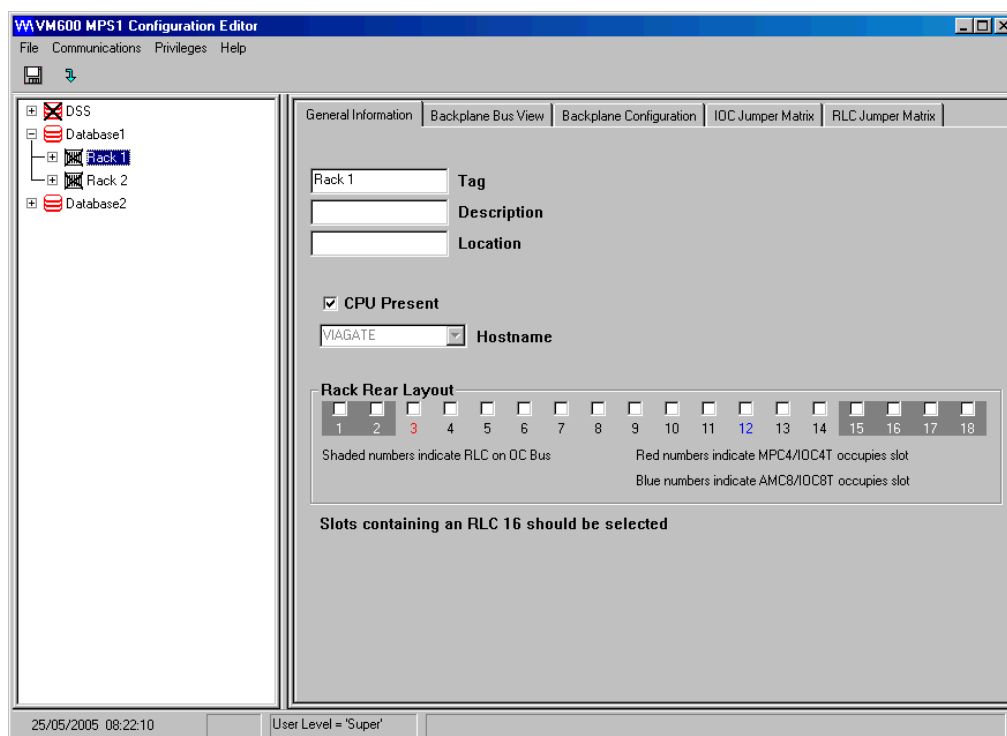 VM600 MPS1 Configuration Editor
File Communications Privileges Help
DSS
Database1
Rack 1
Rack 2
Database2
General Information
Backplane Bus View
Backplane Configuration
IOC Jumper Matrix
RLC Jumper Matrix
Rack 1
Tag
Description
Location
CPU Present
VIAGATE
Hostname
Rack Rear Layout
1 2 3 4 5 6 7 8 9 10 11 12 13 14 15 16 17 18
Shaded numbers indicate RLC on OC Bus
Red numbers indicate MPC4/IOC4T occupies slot
Blue numbers indicate AMC8/IOC8T occupies slot
Slots containing an RLC 16 should be selected
25/05/2005 08:22:10
User Level = 'Super'